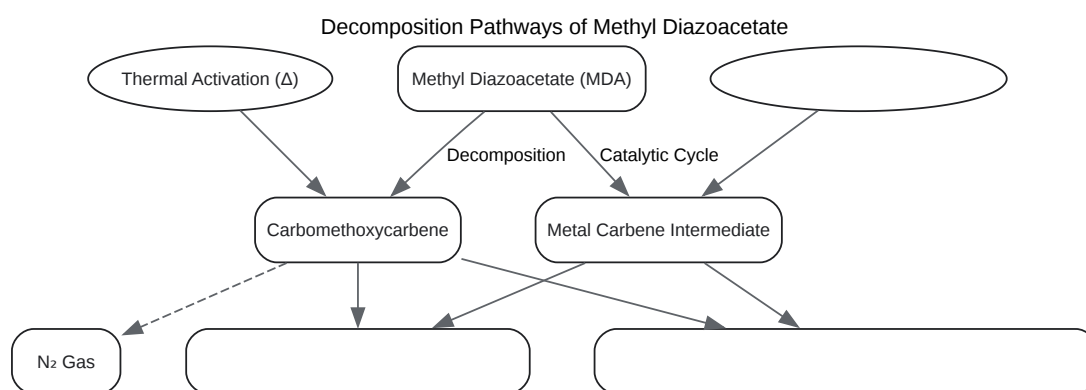 Decomposition Pathways of Methyl Diazoacetate
Thermal Activation (Δ)
Methyl Diazoacetate (MDA)
Decomposition
Catalytic Cycle
Carbomethoxycarbene
Metal Carbene Intermediate
N₂ Gas